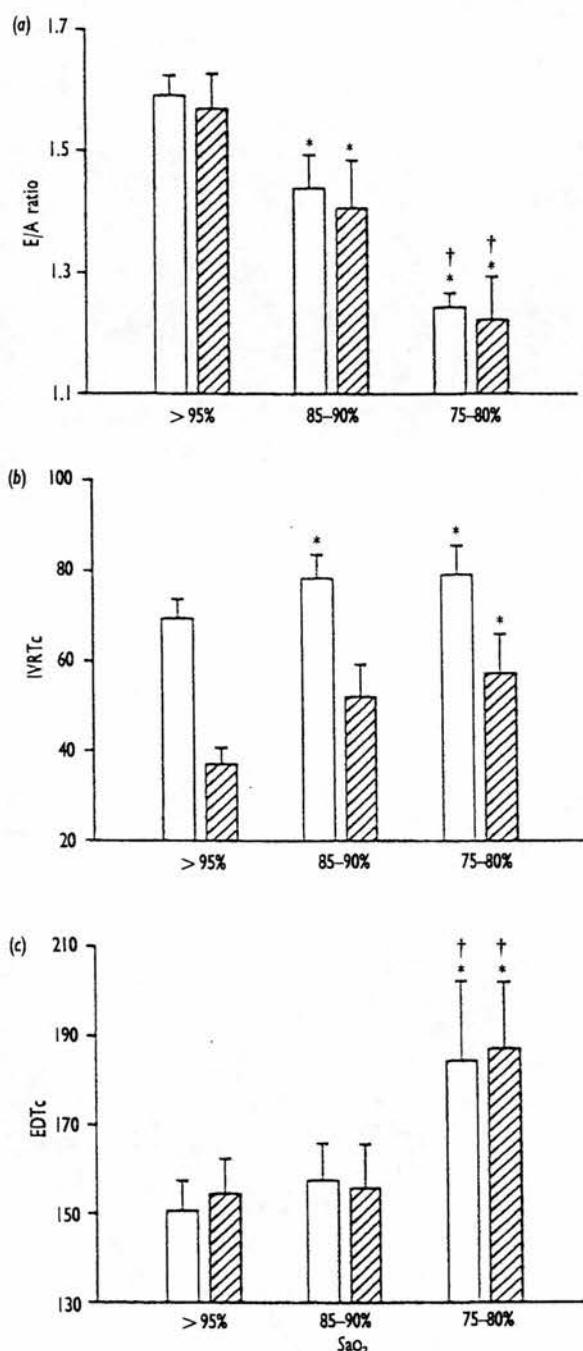 (a)
1.7
1.5
1.3
1.1
E/A ratio
* *
† †
* *
> 95% 85–90% 75–80%
(b)
100
80
60
40
20
IVRTc
* *
*
> 95% 85–90% 75–80%
(c)
210
190
170
150
130
EDTc
† †
* *
> 95% 85–90% 75–80%
Sao₂